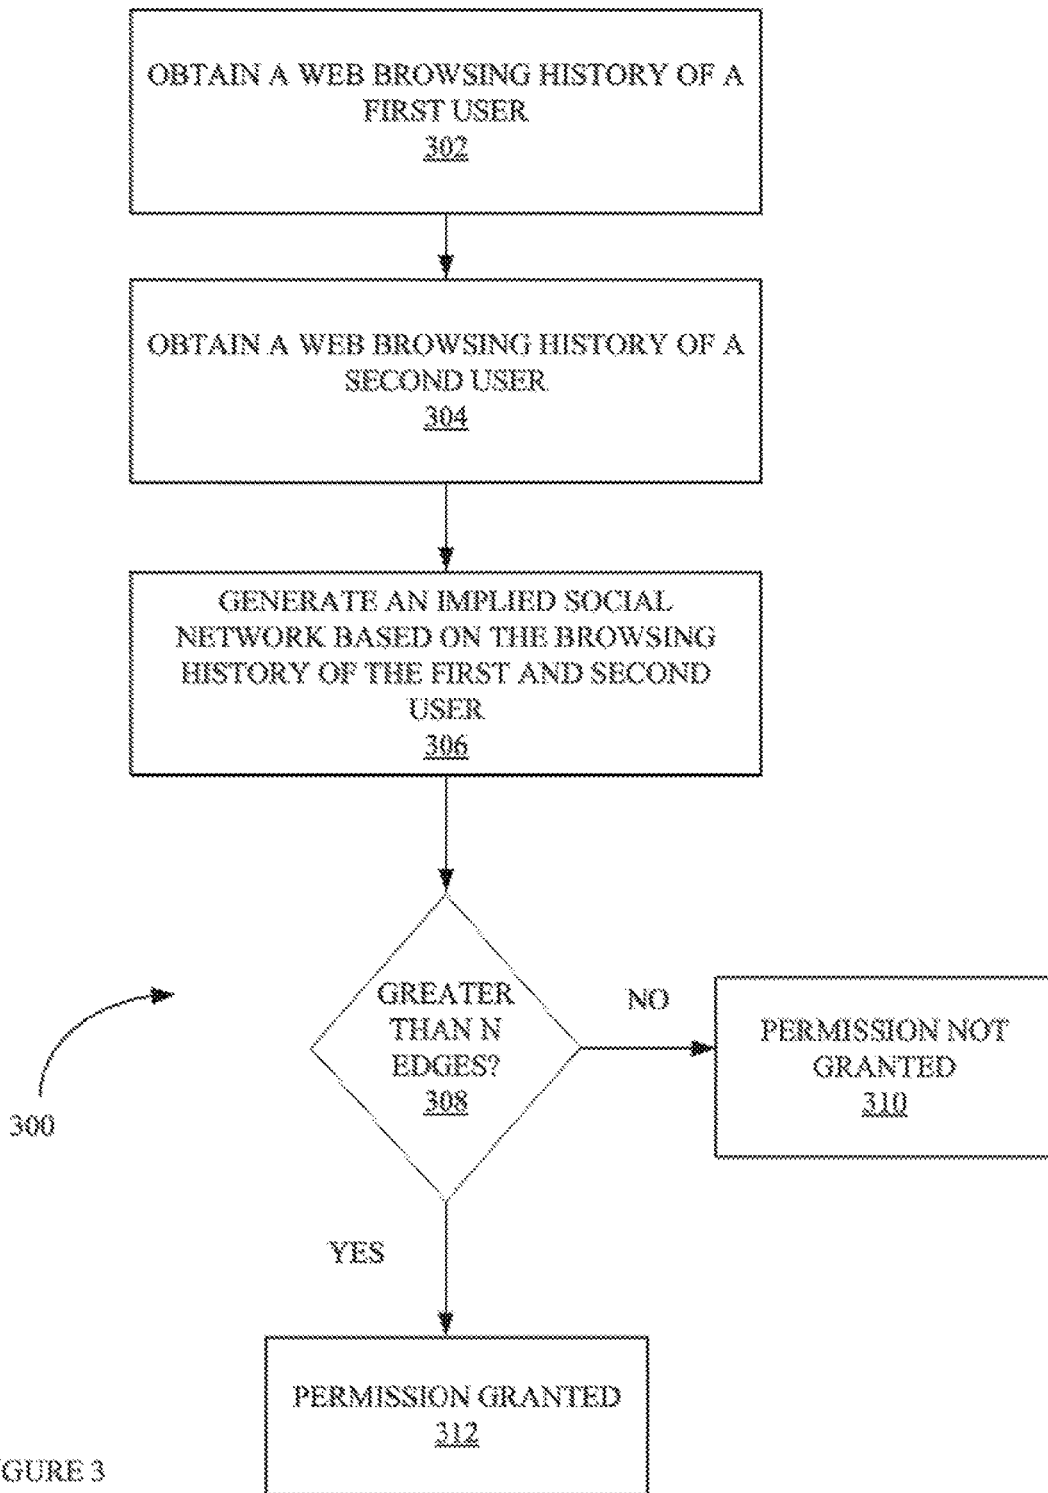 OBTAIN A WEB BROWSING HISTORY OF A
FIRST USER
302
OBTAIN A WEB BROWSING HISTORY OF A
SECOND USER
304
GENERATE AN IMPLIED SOCIAL
NETWORK BASED ON THE BROWSING
HISTORY OF THE FIRST AND SECOND
USER
306
GREATER
THAN N
EDGES?
308
NO
PERMISSION NOT
GRANTED
310
300
YES
PERMISSION GRANTED
312
GURE 3